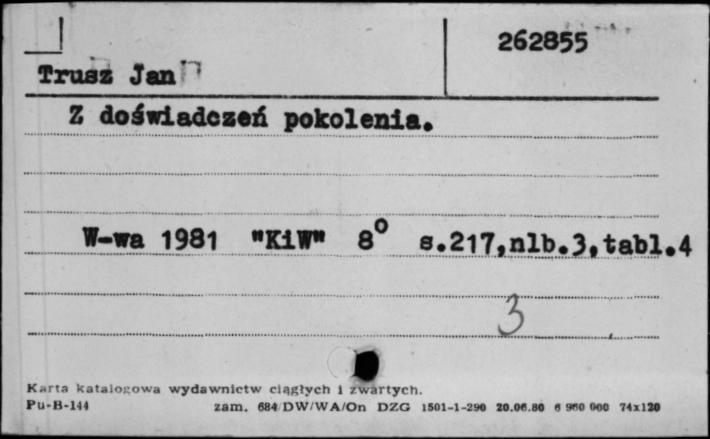 262855
Trusz Jan
Z doświadczeń pokolenia.
W-wa 1981 "KiW" 8° s.217,nlb.3,tabl.4
3
Karta katalogowa wydawnictw ciągłych i zwartych.
Pu-B-144 zam. 684/DW/WA/On DZG 1501-1-290 20.06.80 6 960 000 74x120